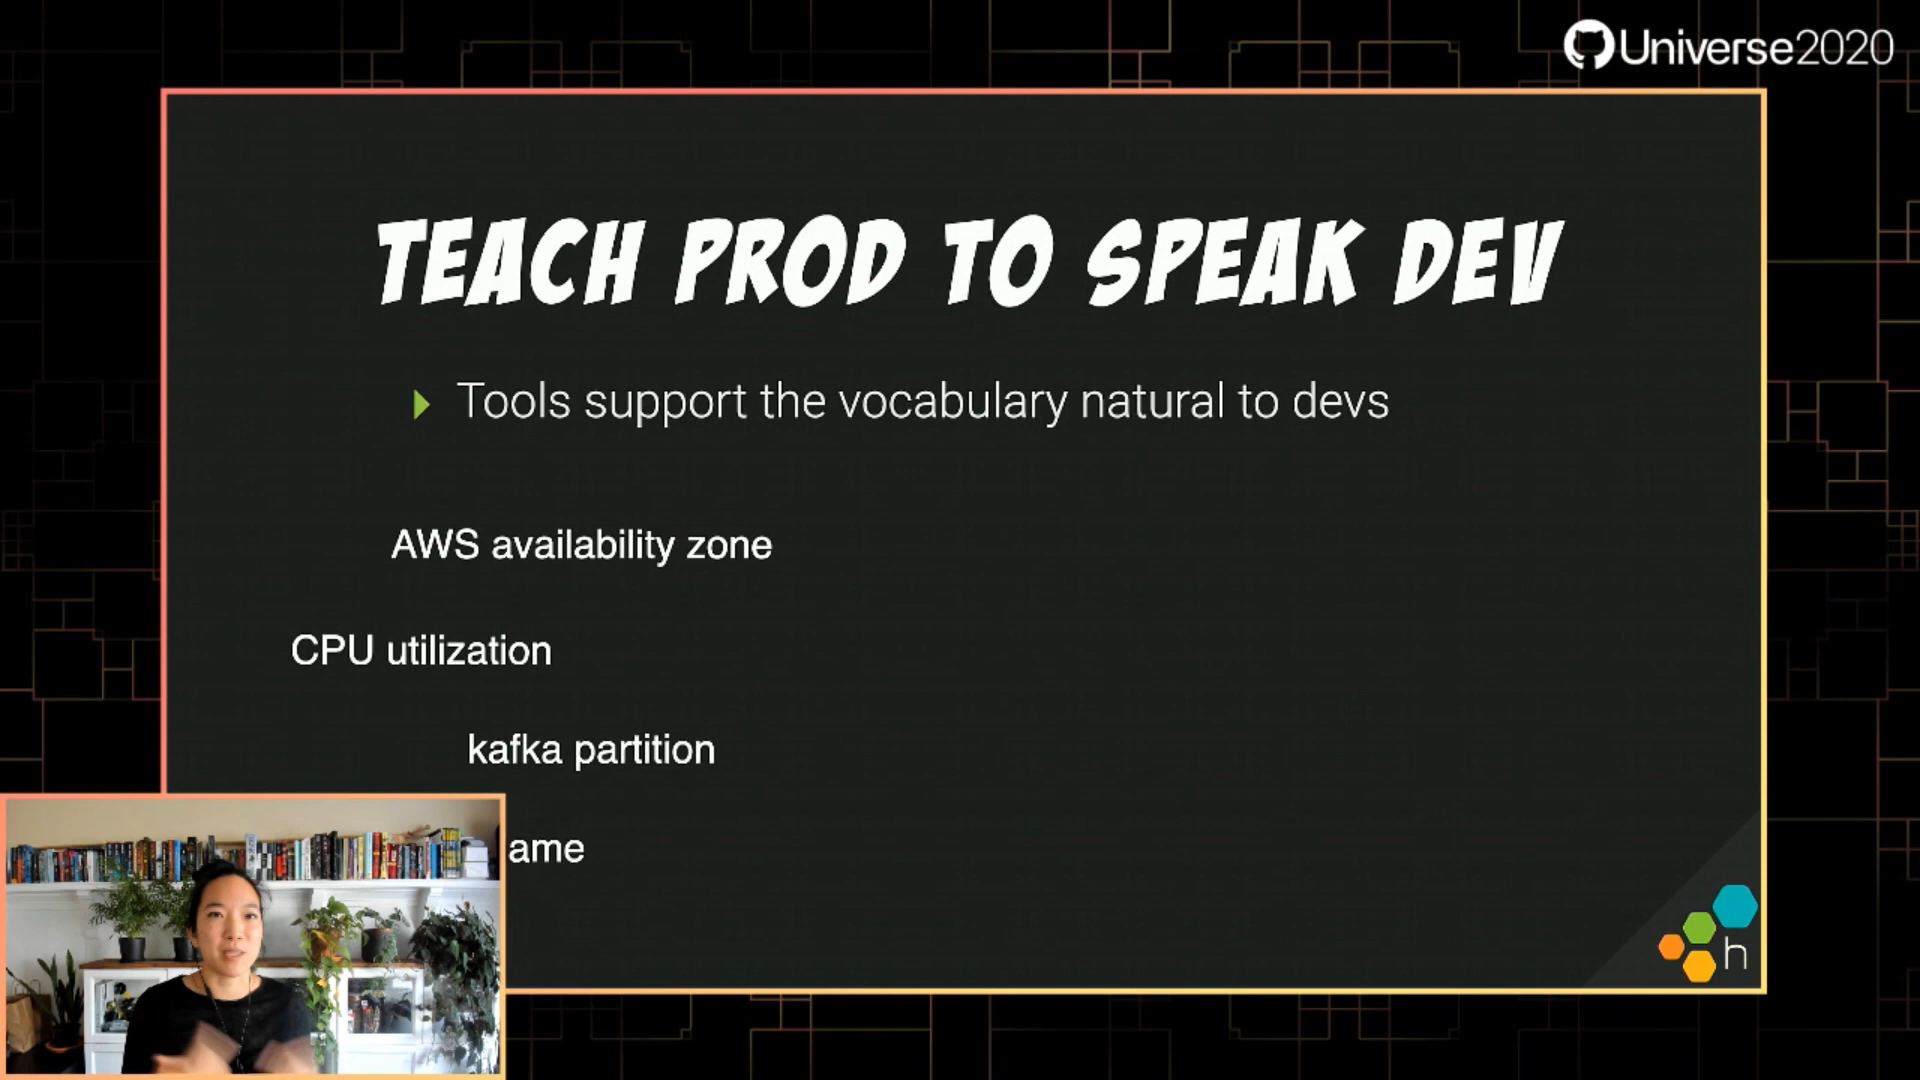 Universe2020
TEACH PROD TO SPEAK DEV
Tools support the vocabulary natural to devs
AWS availability zone
CPU utilization
kafka partition
ame
h